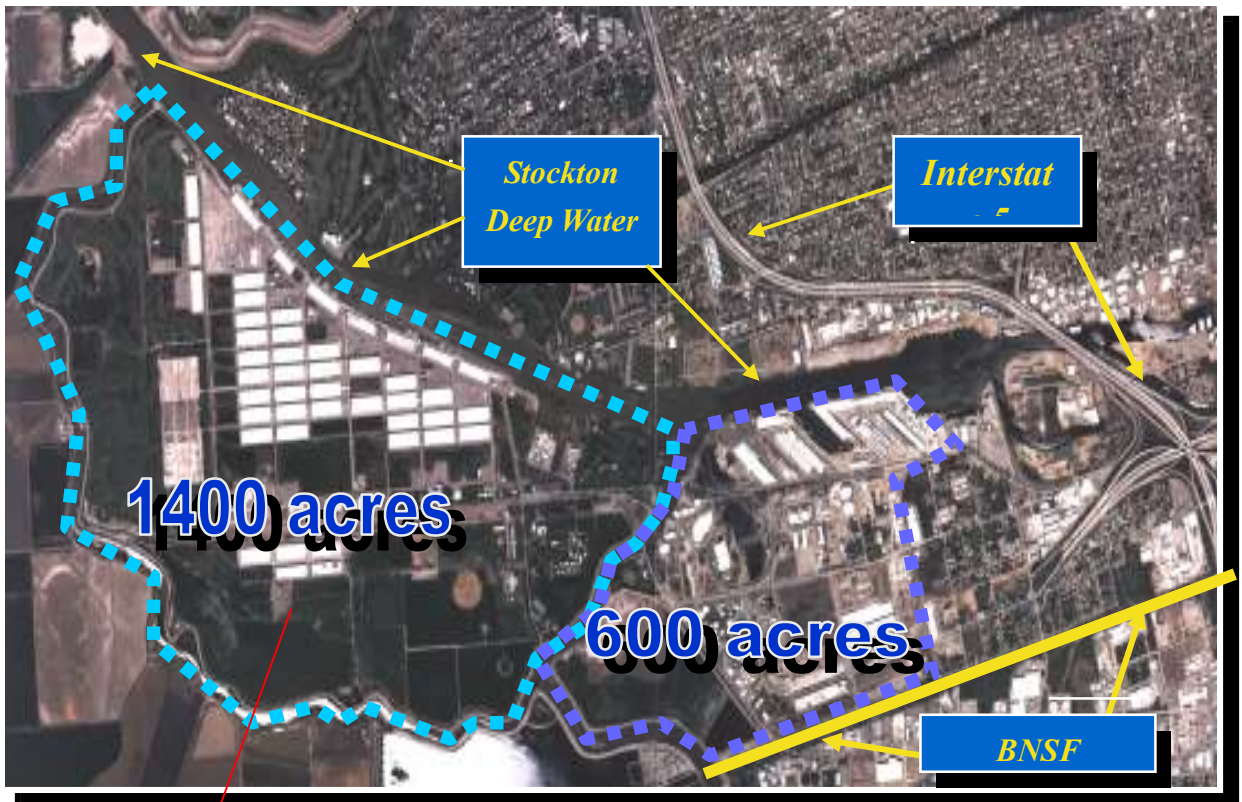 Stockton
Deep Water
Interstat
1400 acres
600 acres
BNSF